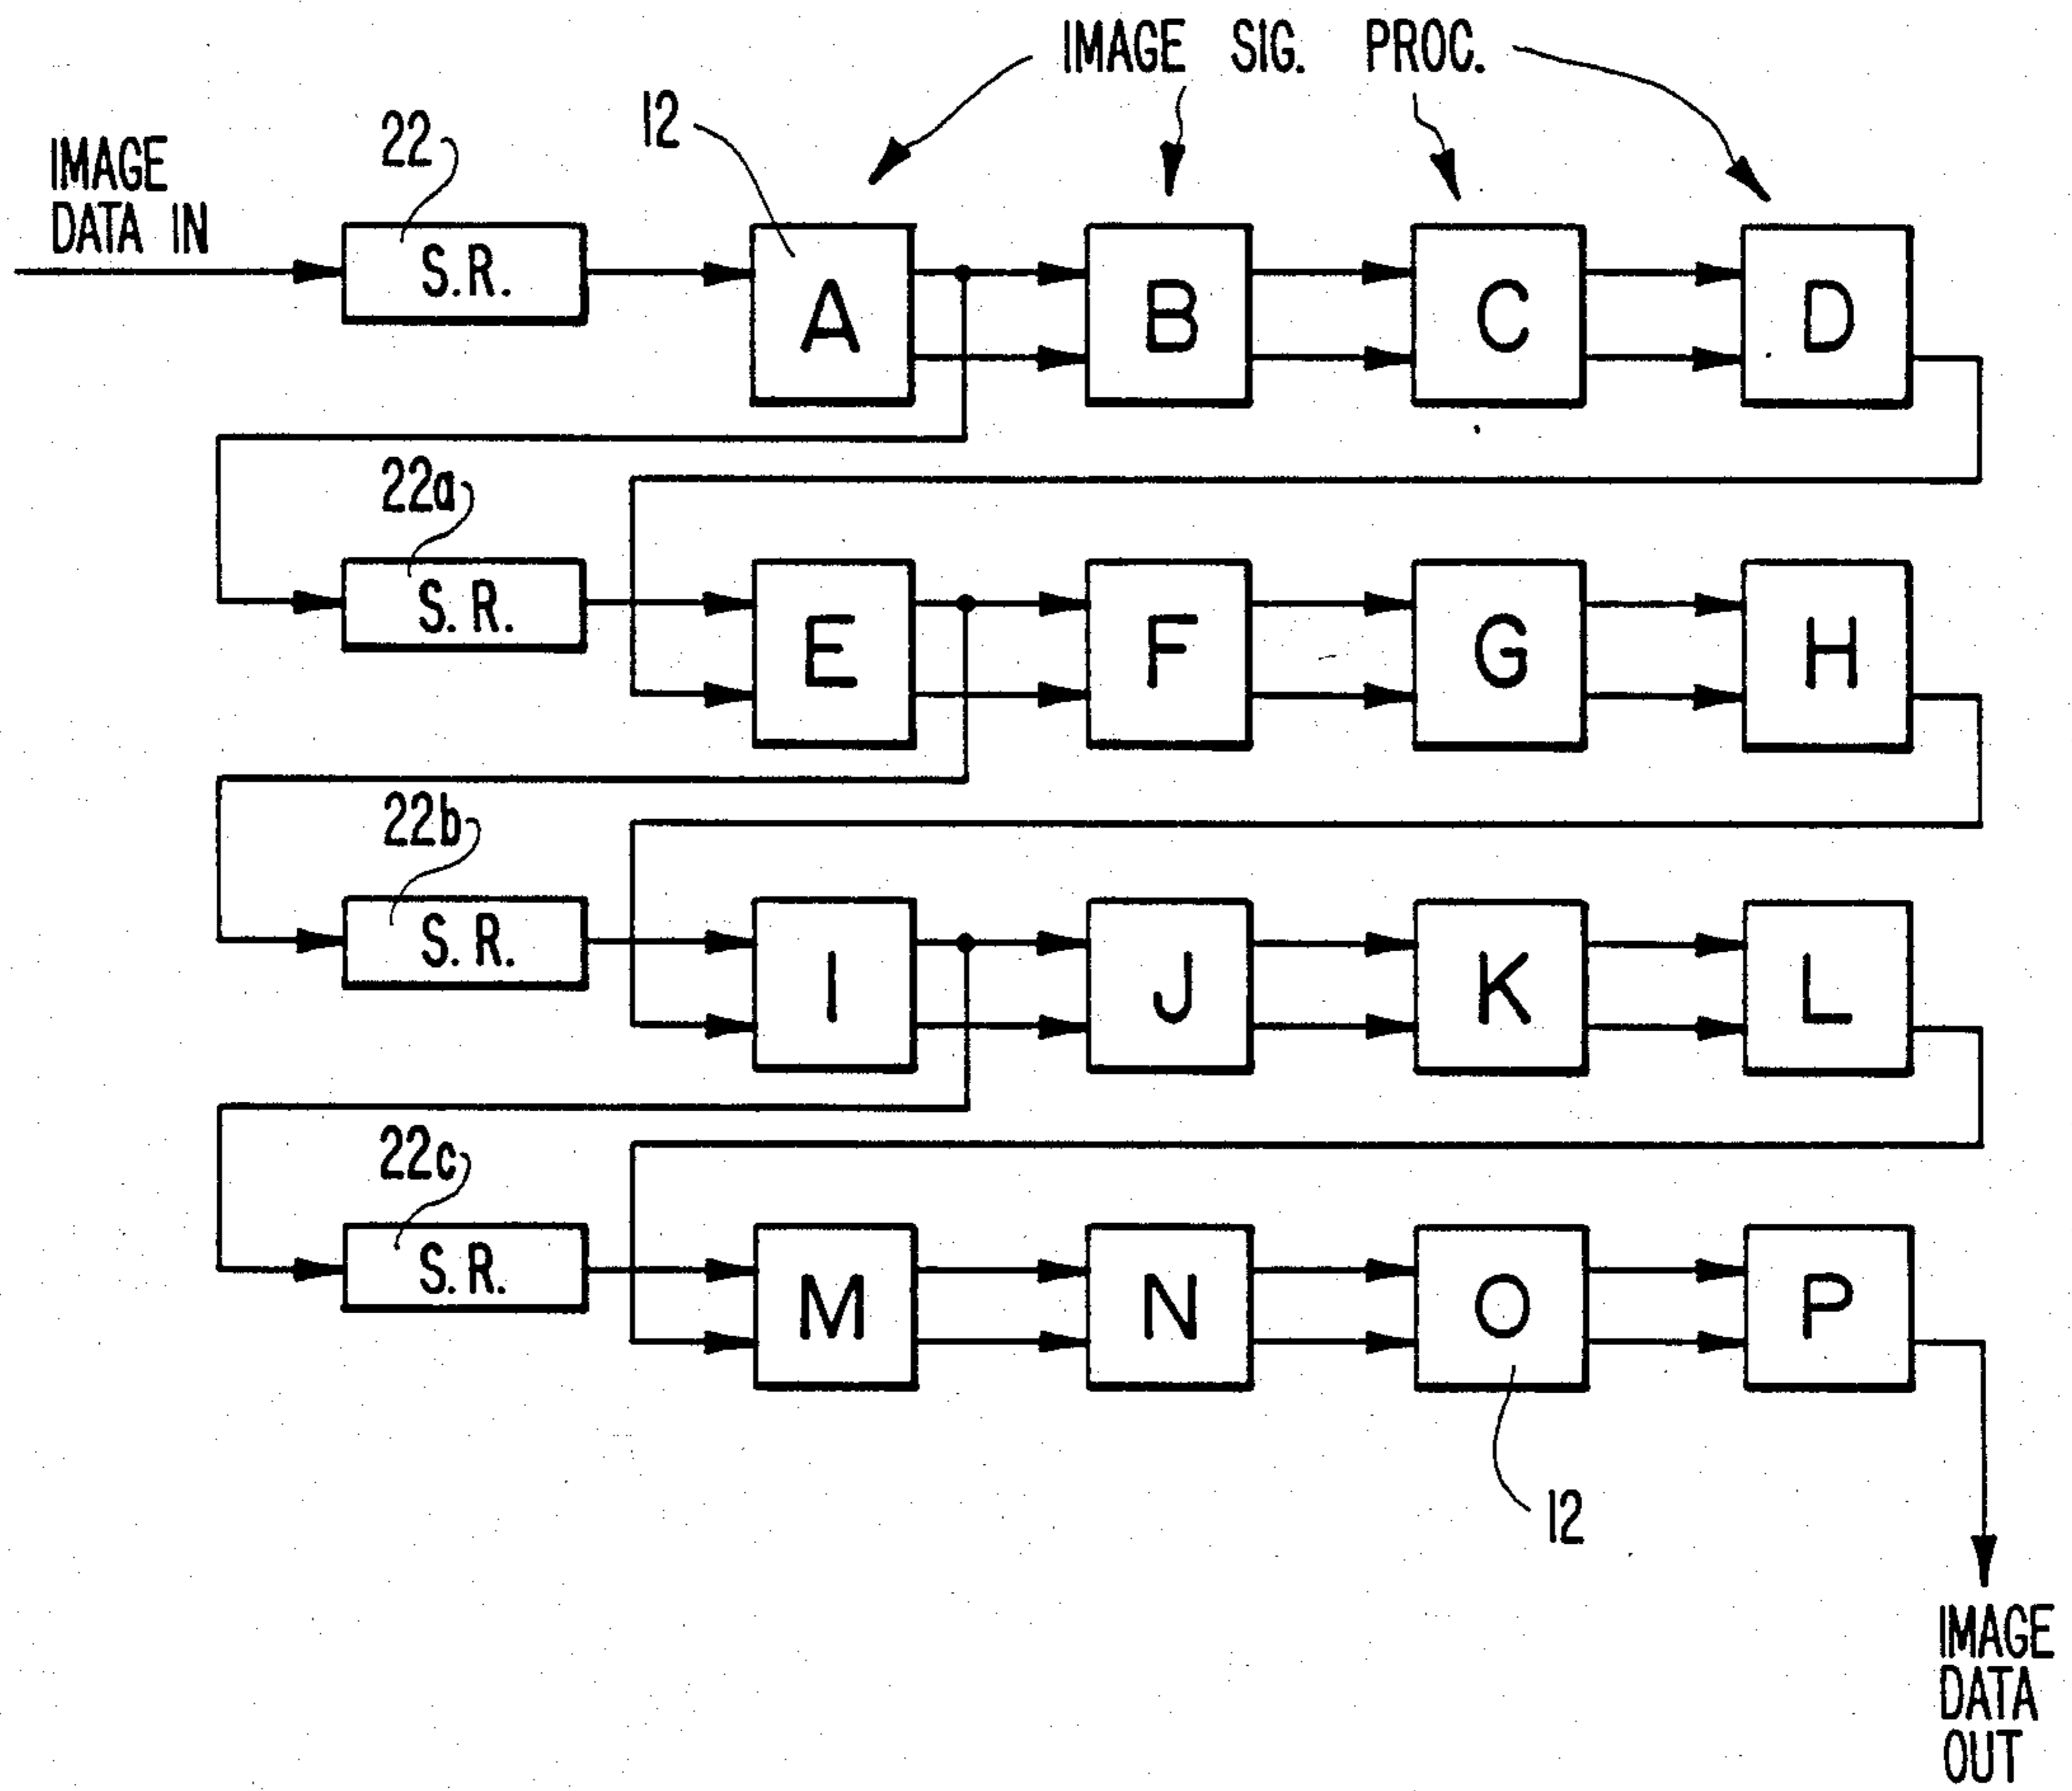 IMAGE SIG. PROC.
IMAGE
DATA IN
22
12
S.R.
A
B
C
D
22a
S.R.
E
F
G
H
22b
S.R.
I
J
K
L
22c
S.R.
M
N
O
P
12
IMAGE
DATA
OUT